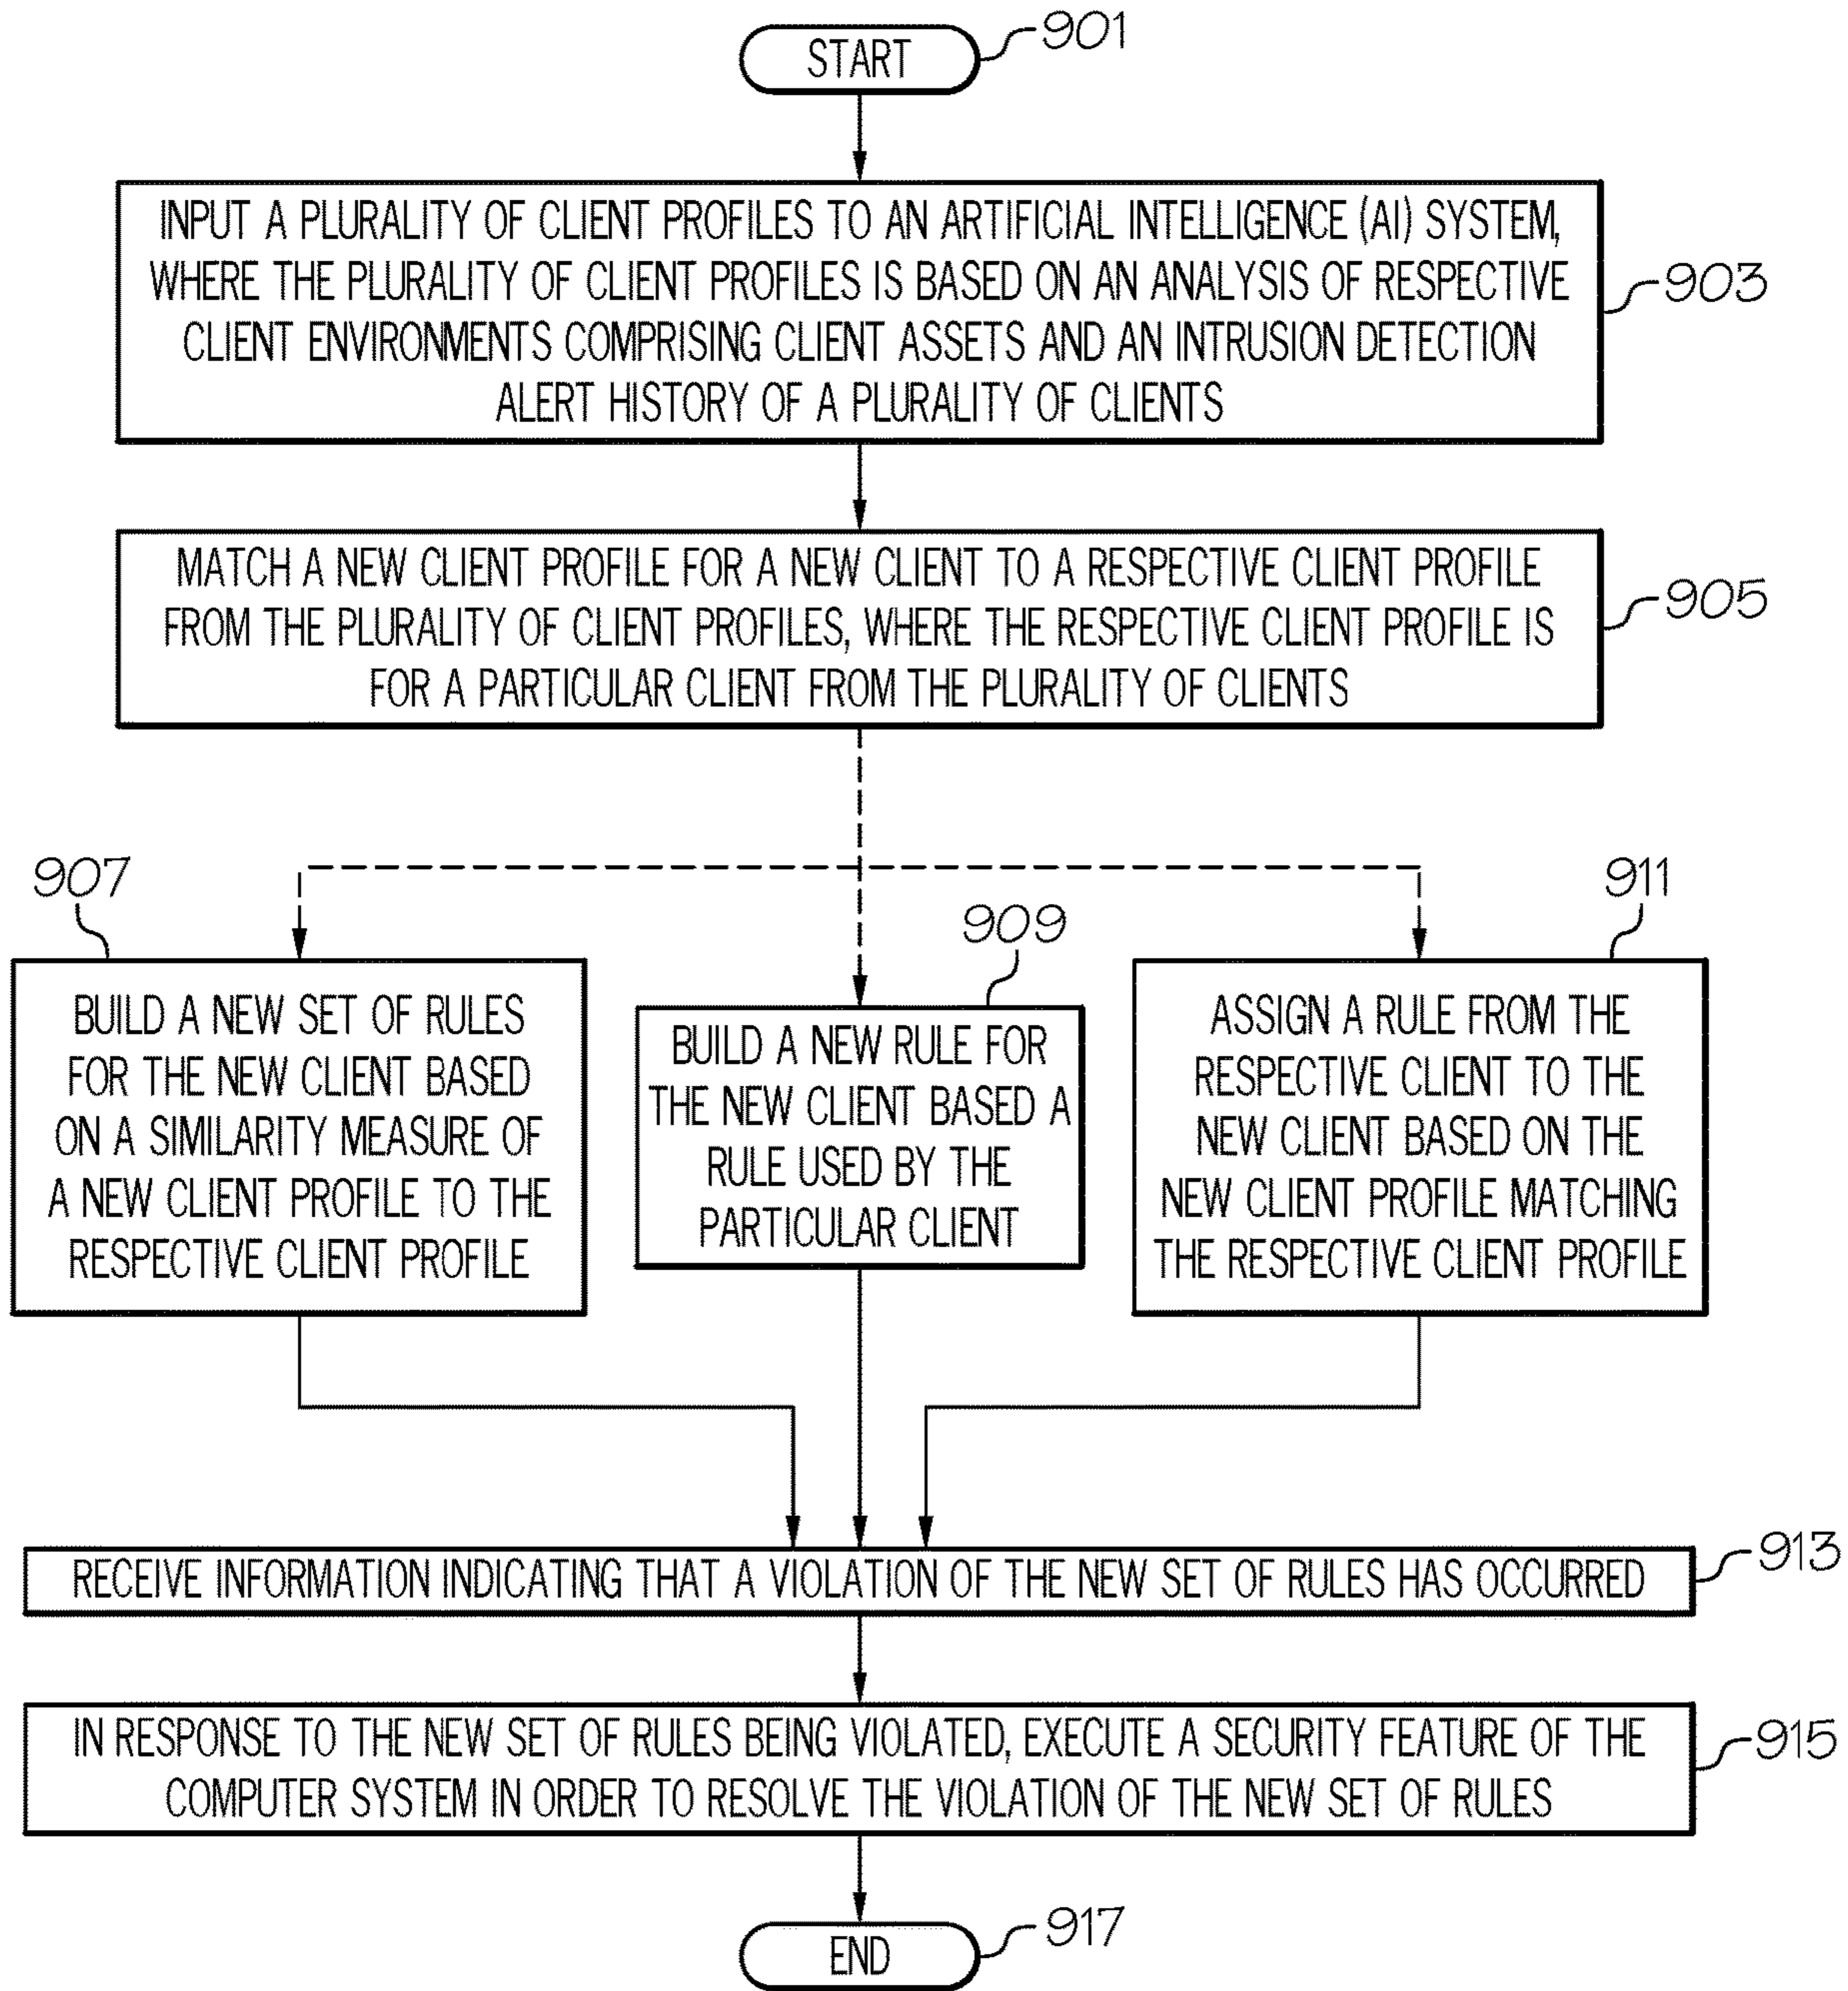 START
901
INPUT A PLURALITY OF CLIENT PROFILES TO AN ARTIFICIAL INTELLIGENCE (AI) SYSTEM,
WHERE THE PLURALITY OF CLIENT PROFILES IS BASED ON AN ANALYSIS OF RESPECTIVE
CLIENT ENVIRONMENTS COMPRISING CLIENT ASSETS AND AN INTRUSION DETECTION
ALERT HISTORY OF A PLURALITY OF CLIENTS
903
MATCH A NEW CLIENT PROFILE FOR A NEW CLIENT TO A RESPECTIVE CLIENT PROFILE
FROM THE PLURALITY OF CLIENT PROFILES, WHERE THE RESPECTIVE CLIENT PROFILE IS
FOR A PARTICULAR CLIENT FROM THE PLURALITY OF CLIENTS
905
907
BUILD A NEW SET OF RULES
FOR THE NEW CLIENT BASED
ON A SIMILARITY MEASURE OF
A NEW CLIENT PROFILE TO THE
RESPECTIVE CLIENT PROFILE
909
BUILD A NEW RULE FOR
THE NEW CLIENT BASED A
RULE USED BY THE
PARTICULAR CLIENT
911
ASSIGN A RULE FROM THE
RESPECTIVE CLIENT TO THE
NEW CLIENT BASED ON THE
NEW CLIENT PROFILE MATCHING
THE RESPECTIVE CLIENT PROFILE
RECEIVE INFORMATION INDICATING THAT A VIOLATION OF THE NEW SET OF RULES HAS OCCURRED
913
IN RESPONSE TO THE NEW SET OF RULES BEING VIOLATED, EXECUTE A SECURITY FEATURE OF THE
COMPUTER SYSTEM IN ORDER TO RESOLVE THE VIOLATION OF THE NEW SET OF RULES
915
END
917